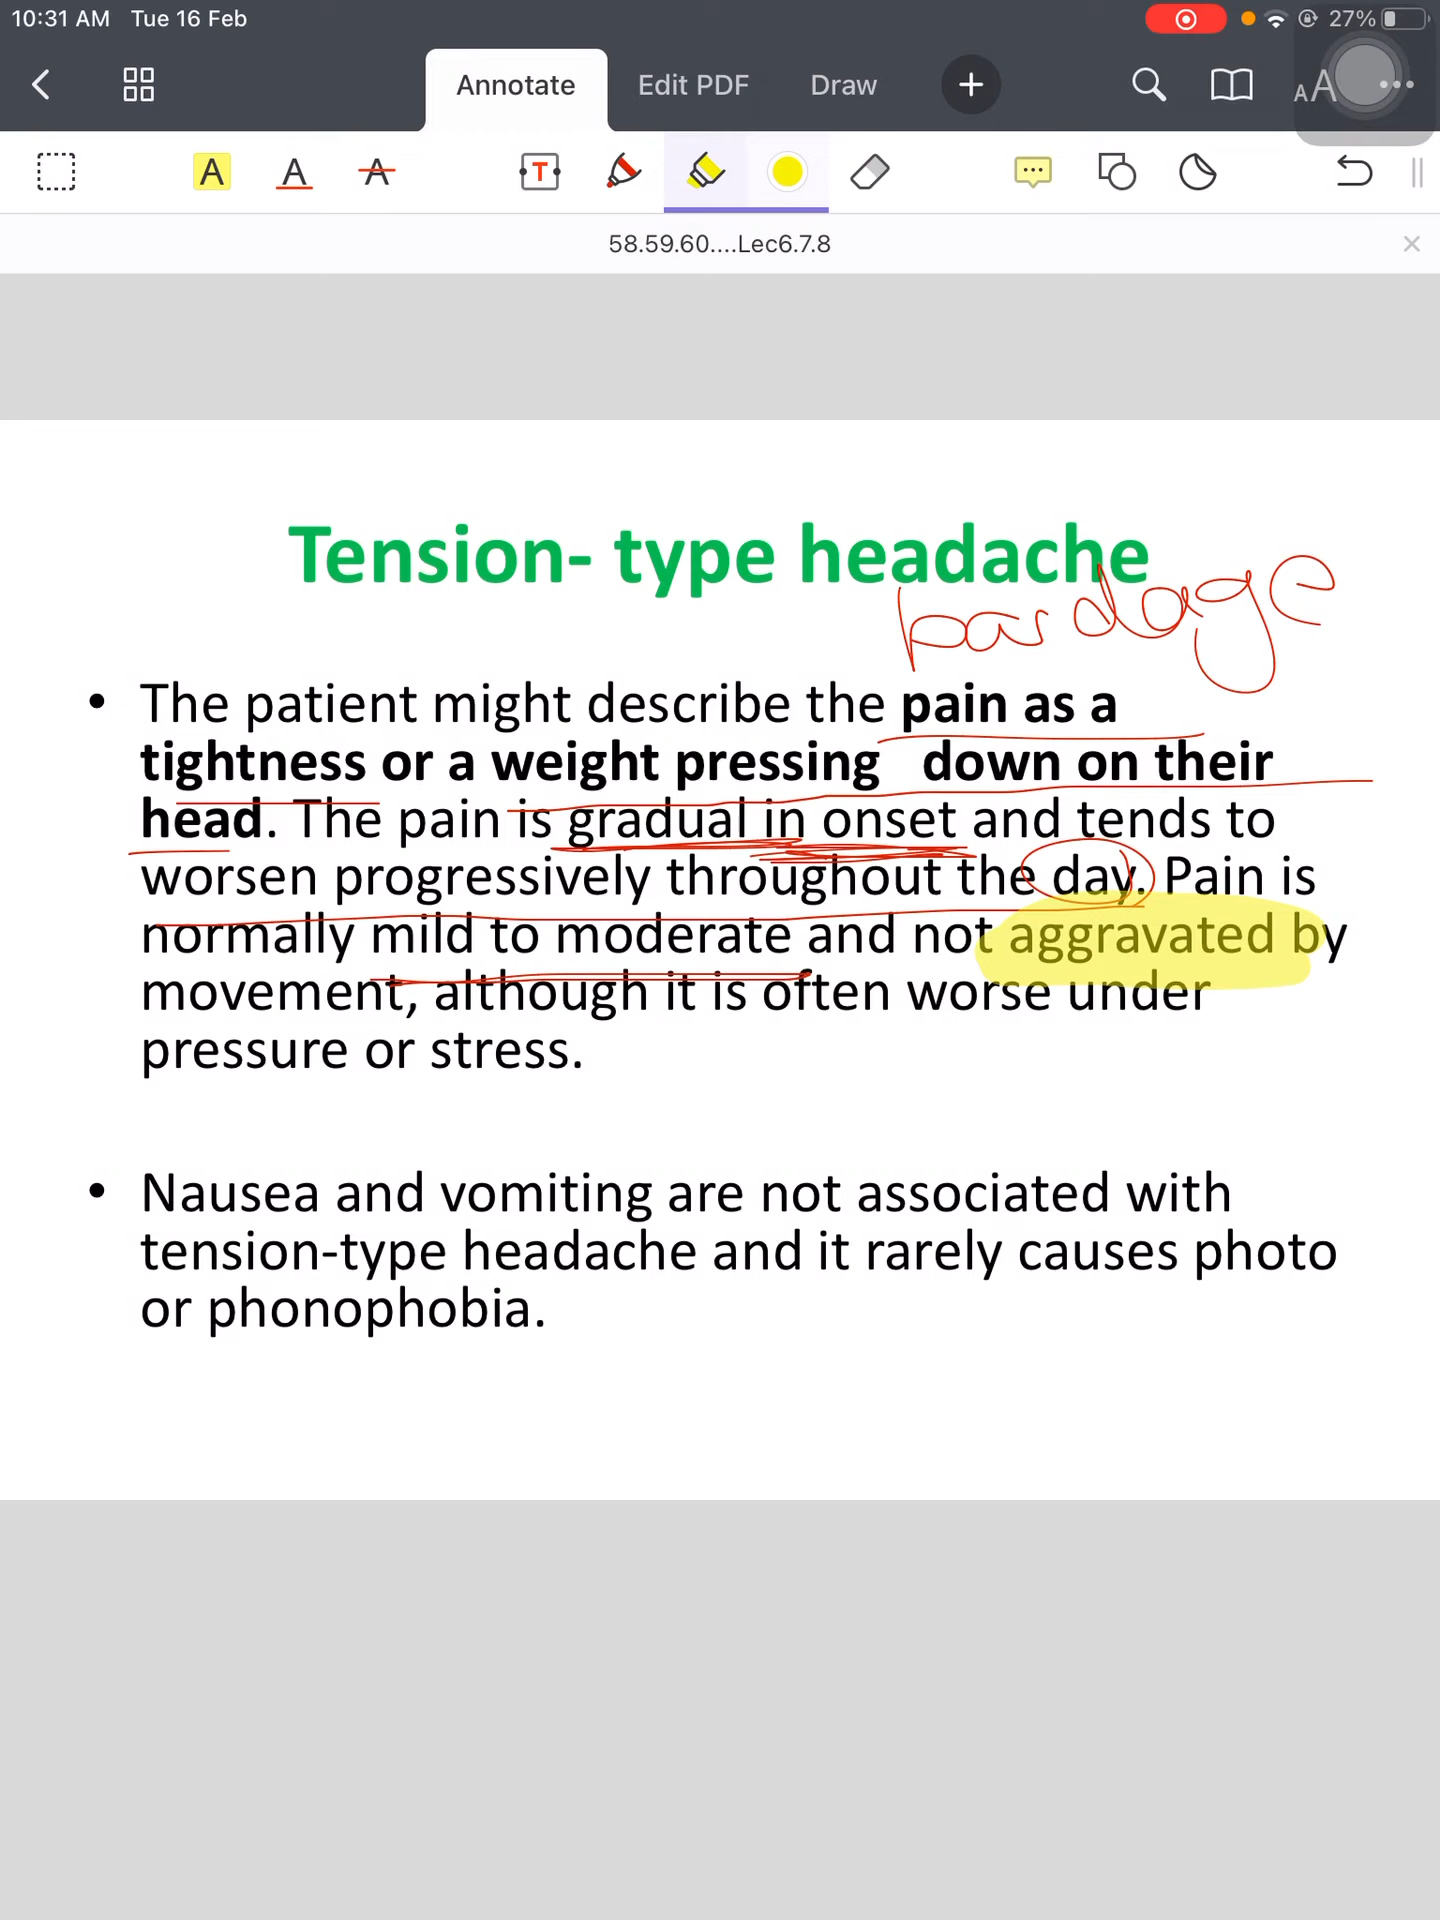 10:31 AM Tue 16 Feb 27%
Annotate Edit PDF Draw AA
A A A T
58.59.60....Lec6.7.8
Tension- type headache
bandage
• The patient might describe the pain as a
tightness or a weight pressing down on their
head. The pain is gradual in onset and tends to
worsen progressively throughout the day. Pain is
normally mild to moderate and not aggravated by
movement, although it is often worse under
pressure or stress.
• Nausea and vomiting are not associated with
tension-type headache and it rarely causes photo
or phonophobia.